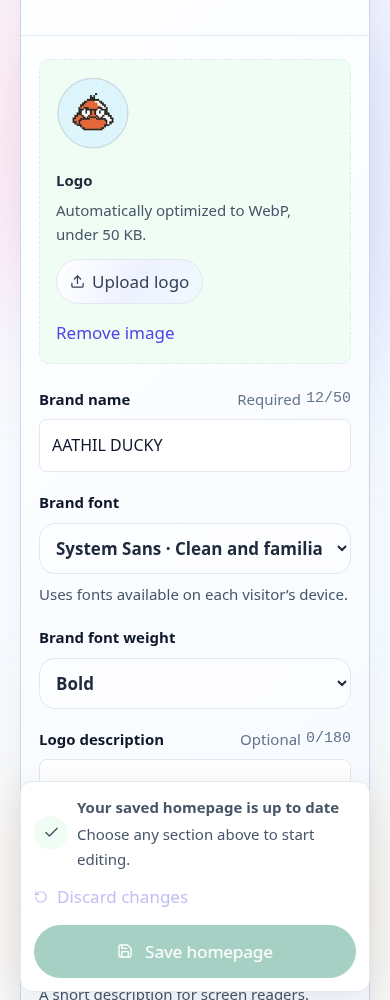 Logo
Automatically optimized to WebP,
under 50 KB.
Upload logo
Remove image
Brand name Required 12/50
AATHIL DUCKY
Brand font
System Sans · Clean and familia
Uses fonts available on each visitor's device.
Brand font weight
Bold
Logo description Optional 0/180
Your saved homepage is up to date
Choose any section above to start
editing.
Discard changes
Save homepage
A short description for screen readers.